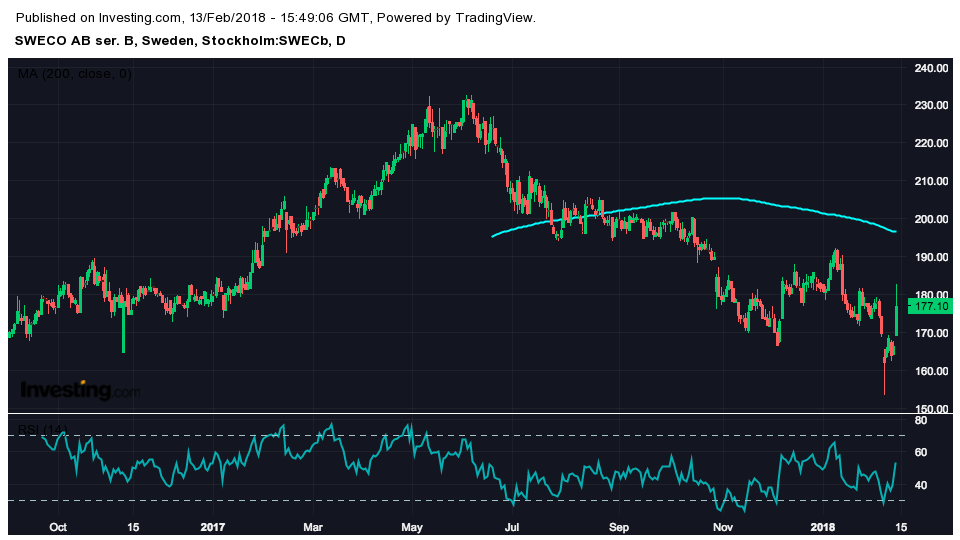 Published on Investing.com, 13/Feb/2018 - 15:49:06 GMT, Powered by TradingView.
SWECO AB ser. B, Sweden, Stockholm:SWECb, D
MA (200, close, 0)
240.00
230.00
220.00
210.00
200.00
190.00
180.00
177.10
170.00
160.00
Investing.com
150.00
RSI (14)
80
60
40
Oct 15 2017 Mar May Jul Sep Nov 2018 15